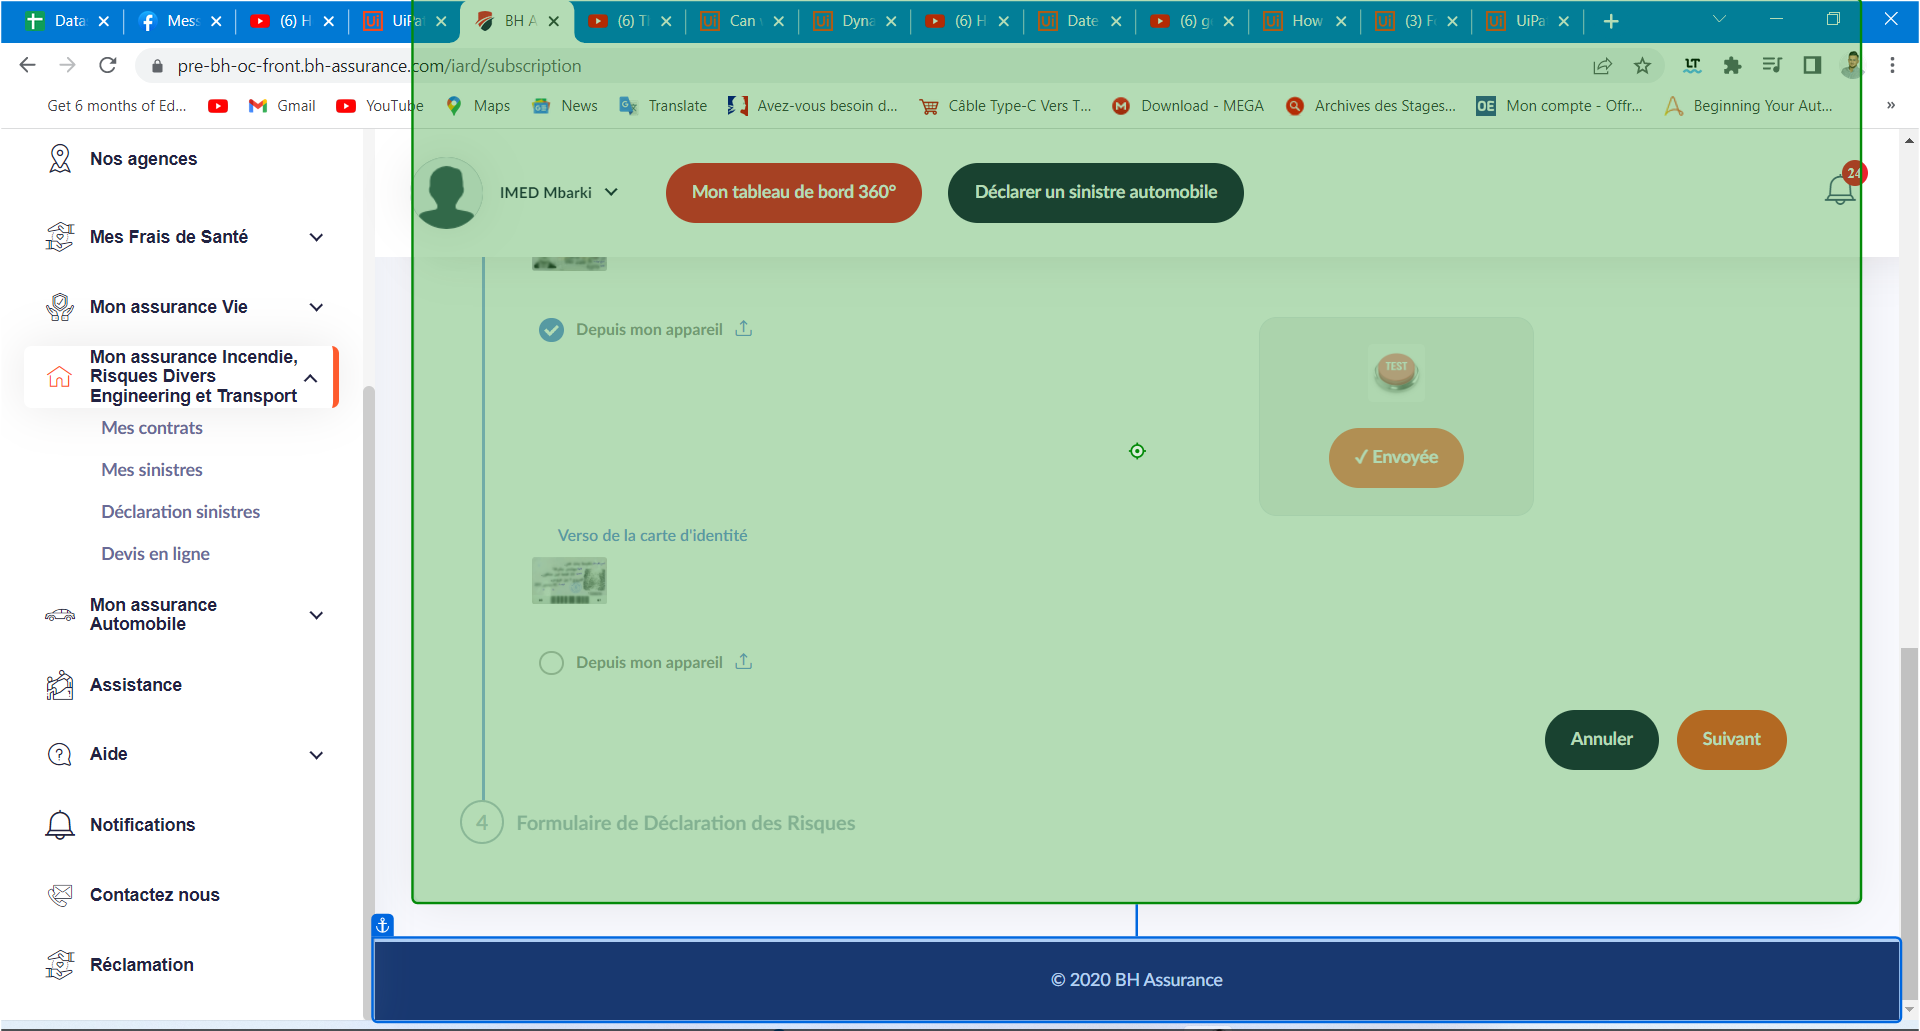 Data
Mess
(6) H
UiPat
BH A
(6) Tl
Can v
Dyna
(6) H
Date
(6) g
How
(3) F
UiPa
pre-bh-oc-front.bh-assurance.com/iard/subscription
Get 6 months of Ed...
Gmail
YouTube
Maps
News
Translate
Avez-vous besoin d...
Câble Type-C Vers T...
Download - MEGA
Archives des Stages...
OE
Mon compte - Offr...
Beginning Your Aut...
»
Nos agences
Mes Frais de Santé
Mon assurance Vie
Mon assurance Incendie,
Risques Divers
Engineering et Transport
Mes contrats
Mes sinistres
Déclaration sinistres
Devis en ligne
Mon assurance
Automobile
Assistance
Aide
Notifications
Contactez nous
Réclamation
IMED Mbarki
Mon tableau de bord 360°
Déclarer un sinistre automobile
24
Depuis mon appareil
TEST
✓ Envoyée
Verso de la carte d'identité
Depuis mon appareil
Annuler
Suivant
4 Formulaire de Déclaration des Risques
© 2020 BH Assurance